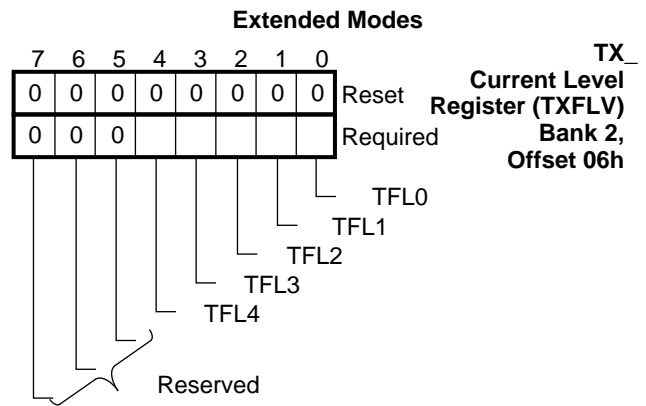 Extended Modes
7 6 5 4 3 2 1 0
0 0 0 0 0 0 0 0 Reset
0 0 0 Required
TX_
Current Level
Register (TXFLV)
Bank 2,
Offset 06h
TFL0
TFL1
TFL2
TFL3
TFL4
Reserved